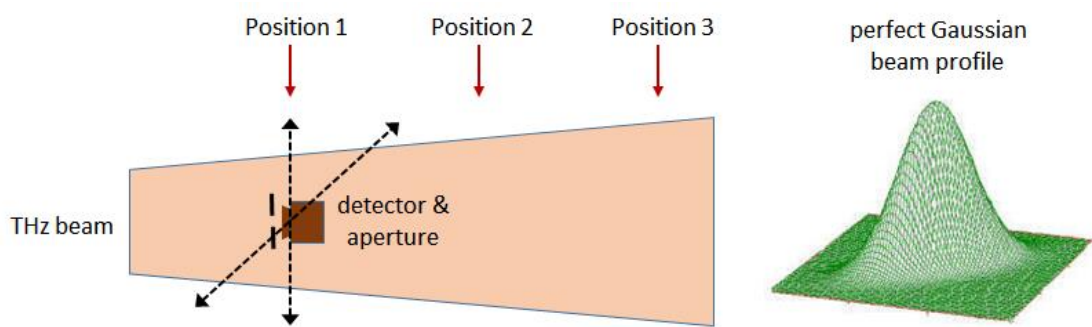 Position 1
Position 2
Position 3
perfect Gaussian
beam profile
THz beam
detector &
aperture